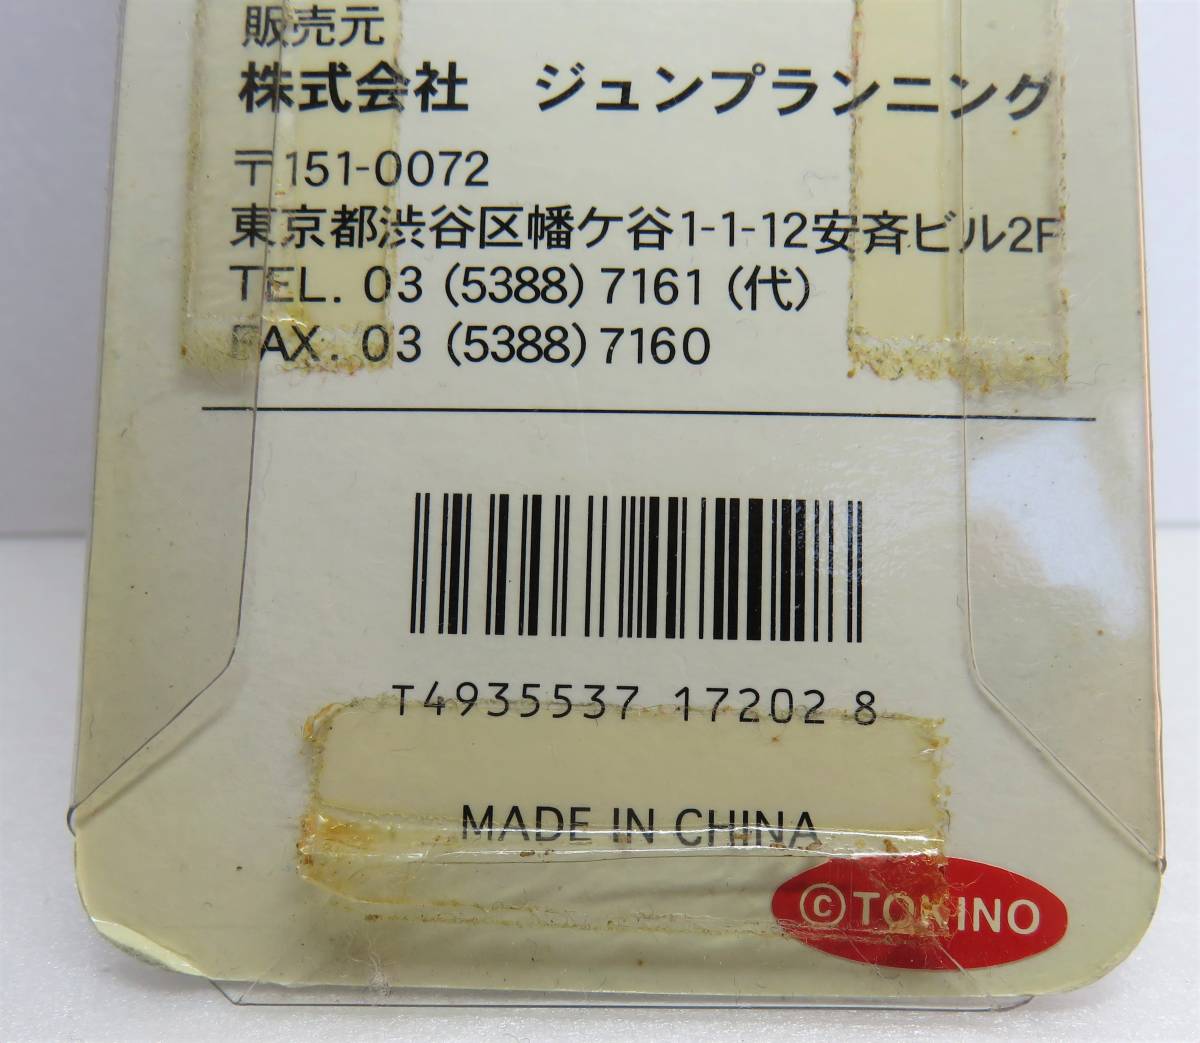 販売元
株式会社　ジュンプランニング
〒151-0072
東京都渋谷区幡ケ谷1-1-12安斉ビル2F
TEL. 03 (5388) 7161 (代)
FAX. 03 (5388) 7160
T4935537 17202 8
MADE IN CHINA
©TOKINO